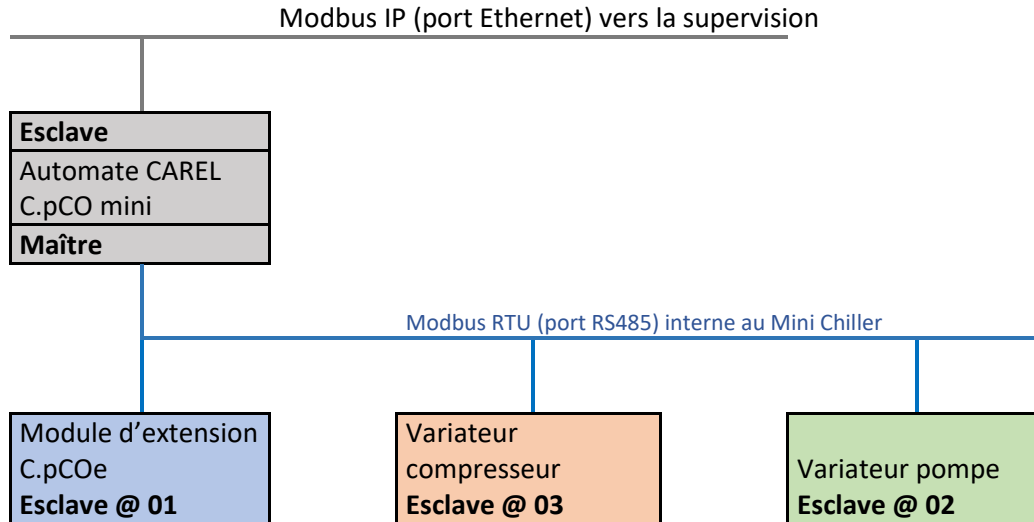 Modbus IP (port Ethernet) vers la supervision
Esclave
Automate CAREL
C.pCO mini
Maître
Modbus RTU (port RS485) interne au Mini Chiller
Module d’extension
C.pCOe
Esclave @ 01
Variateur
compresseur
Esclave @ 03
Variateur pompe
Esclave @ 02